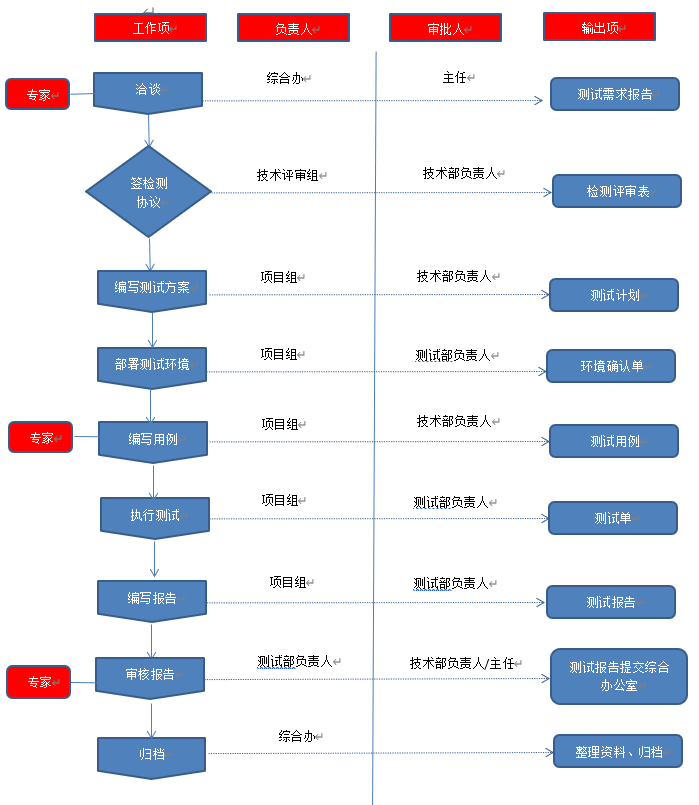 工作项
负责人
审批人
输出项
专家
洽谈
综合办
主任
测试需求报告
签检测
协议
技术评审组
技术部负责人
检测评审表
编写测试方案
项目组
技术部负责人
测试计划
部署测试环境
项目组
测试部负责人
环境确认单
专家
编写用例
项目组
技术部负责人
测试用例
执行测试
项目组
测试部负责人
测试单
编写报告
项目组
测试部负责人
测试报告
专家
审核报告
测试部负责人
技术部负责人/主任
测试报告提交综合
办公室
归档
综合办
整理资料、归档